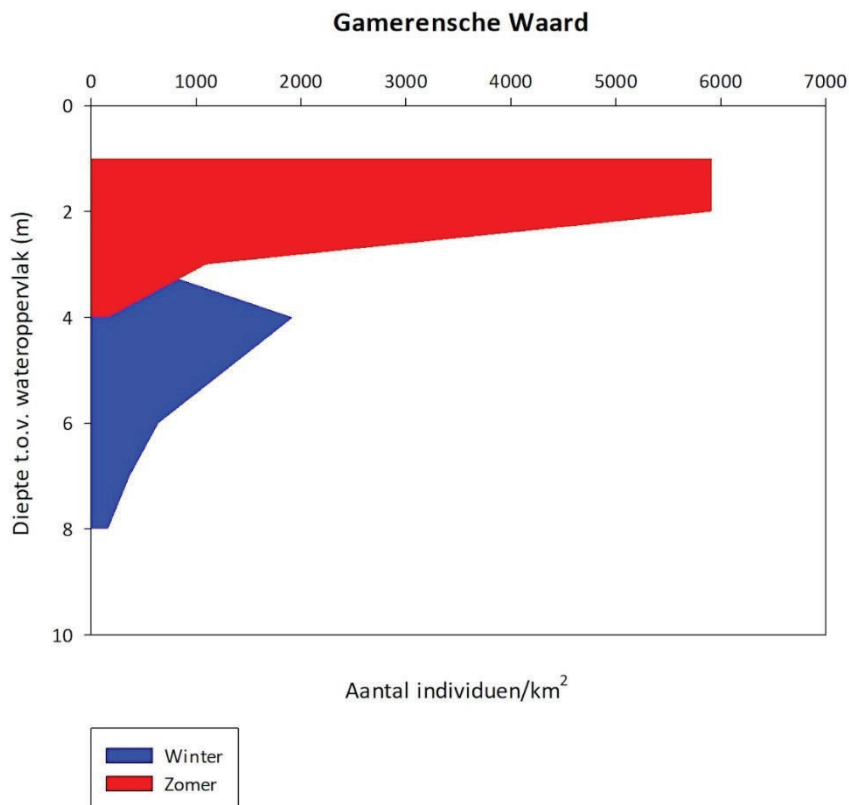 Gamerensche Waard
0 1000 2000 3000 4000 5000 6000 7000
0
2
4
6
8
10
Diepte t.o.v. wateroppervlak (m)
Aantal individuen/km²
Winter
Zomer